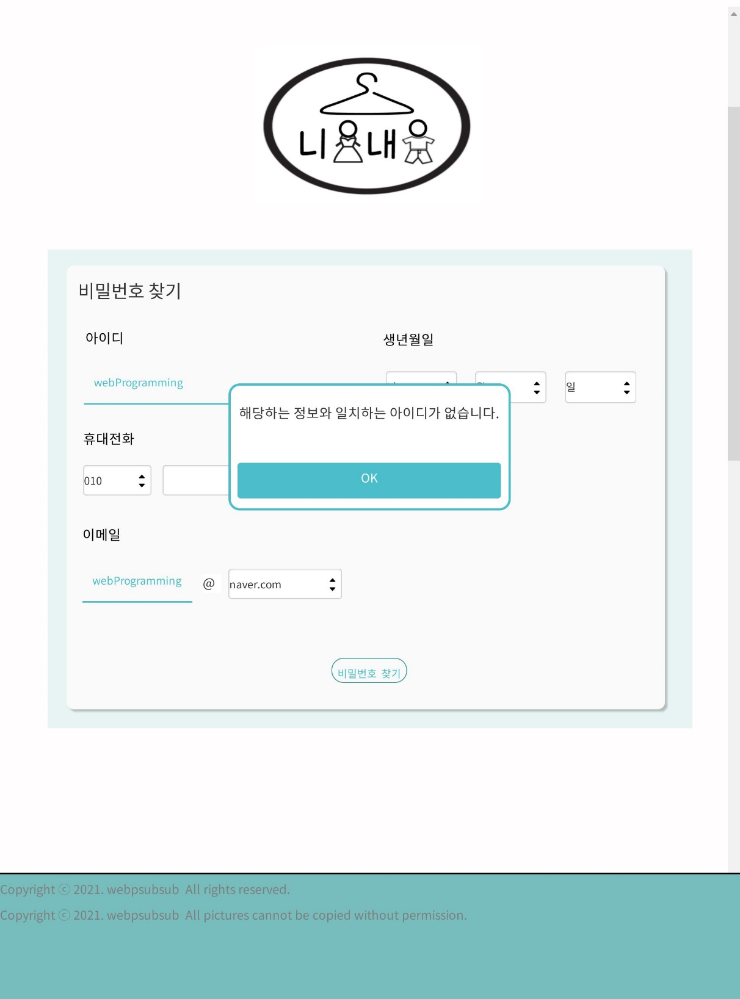 니옷내옷
비밀번호 찾기
아이디
생년월일
webProgramming
일
해당하는 정보와 일치하는 아이디가 없습니다.
휴대전화
010
OK
이메일
webProgramming @ naver.com
비밀번호 찾기
Copyright ⓒ 2021. webpsubsub All rights reserved.
Copyright ⓒ 2021. webpsubsub All pictures cannot be copied without permission.